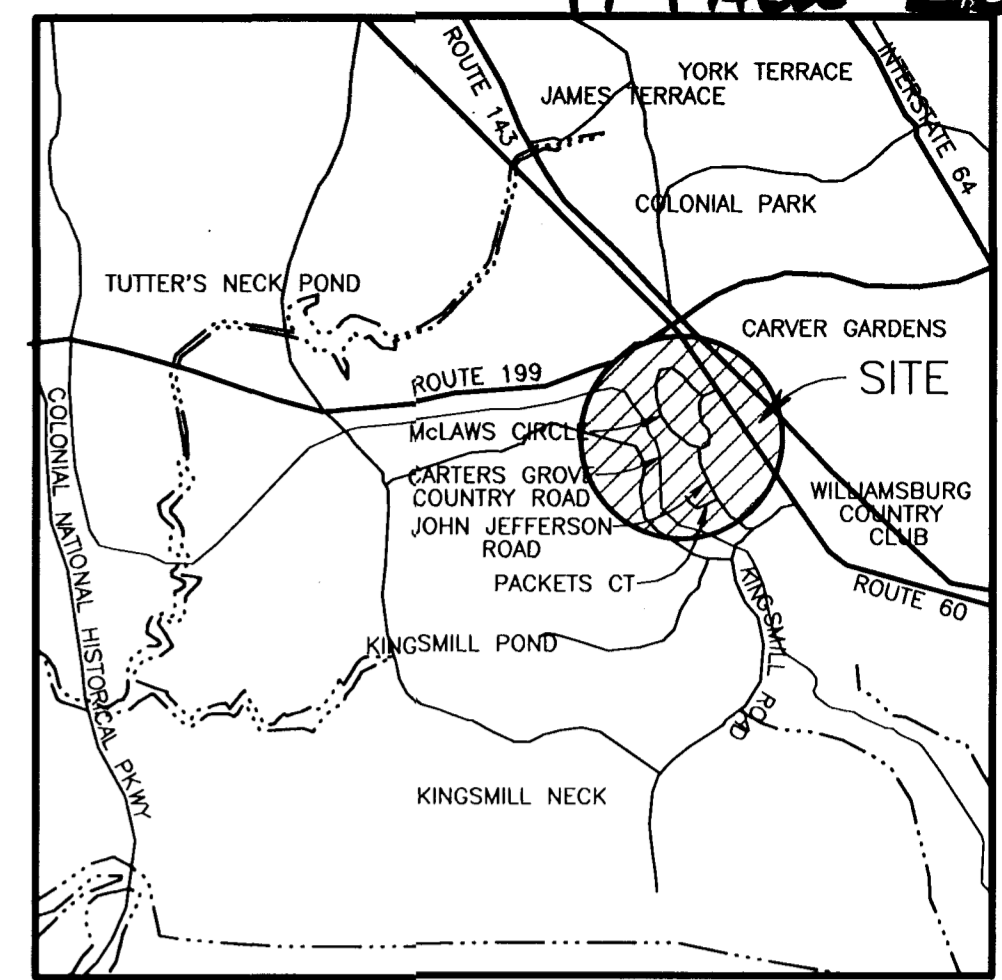 ROUTE 143
YORK TERRACE
JAMES TERRACE
INTERSTATE 64
COLONIAL PARK
TUTTER'S NECK POND
CARVER GARDENS
SITE
ROUTE 199
COLONIAL NATIONAL HISTORICAL PKWY
McLAWS CIRCLE
CARTERS GROVE
COUNTRY ROAD
JOHN JEFFERSON
ROAD
PACKETS CT
WILLIAMSBURG
COUNTRY
CLUB
ROUTE 60
KINGSMILL ROAD
KINGSMILL POND
KINGSMILL NECK